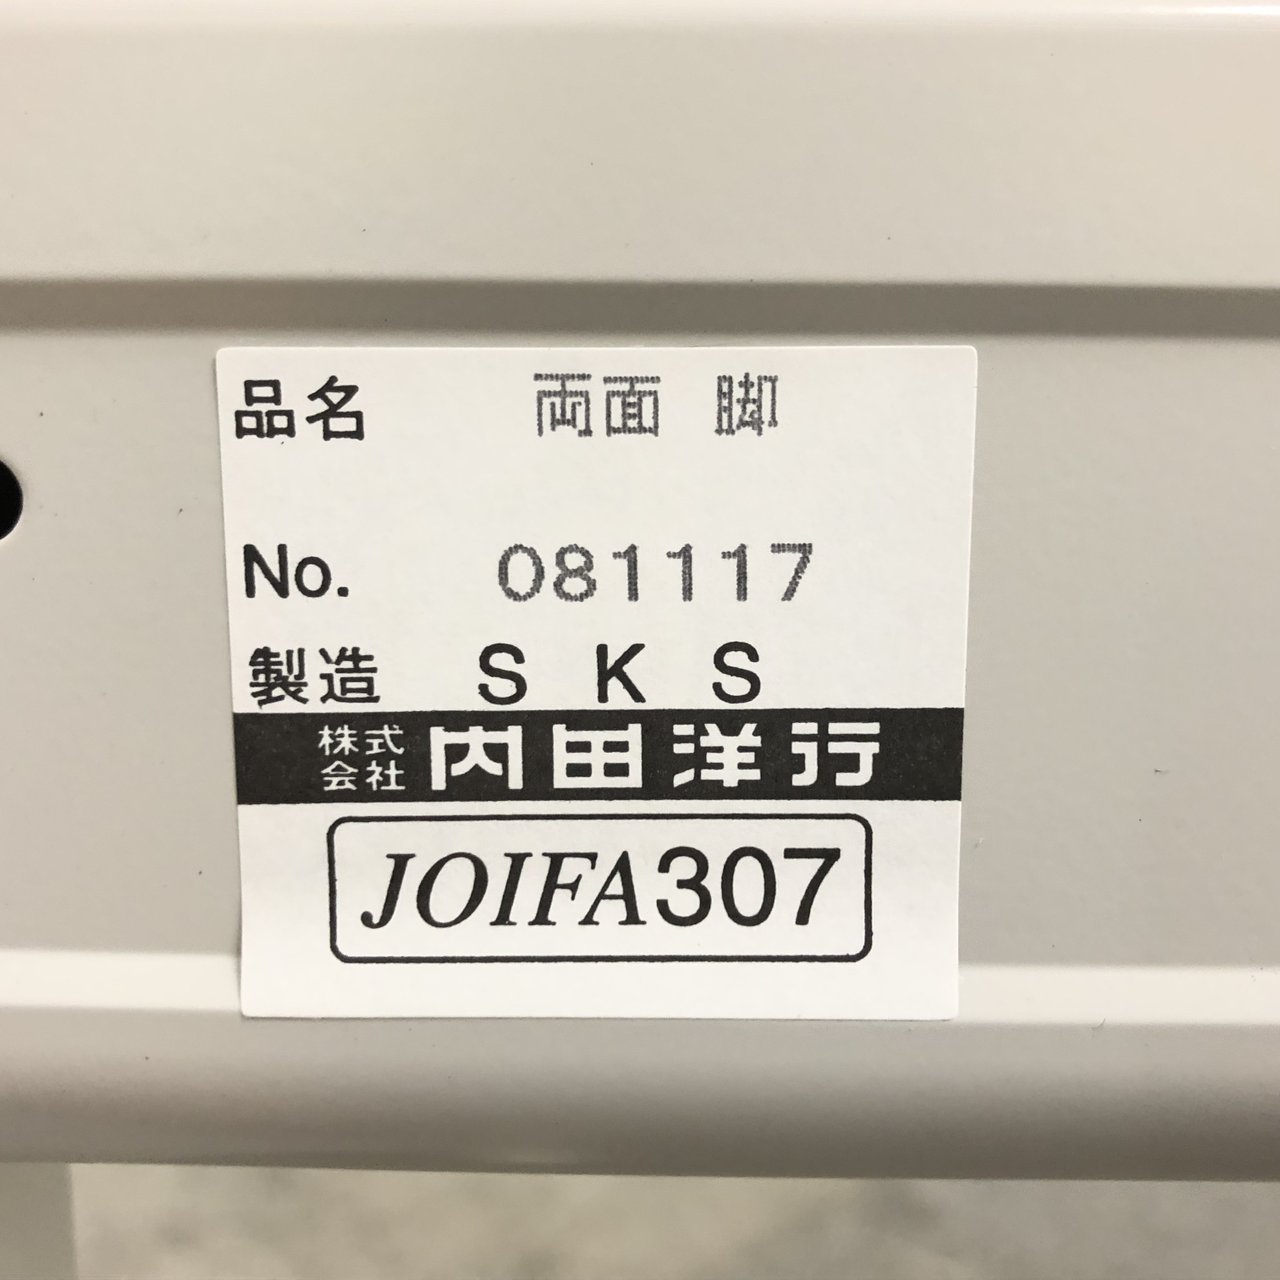 品名 両面 脚
No. 081117
製造 SKS
株式会社 内田洋行
JOIFA307